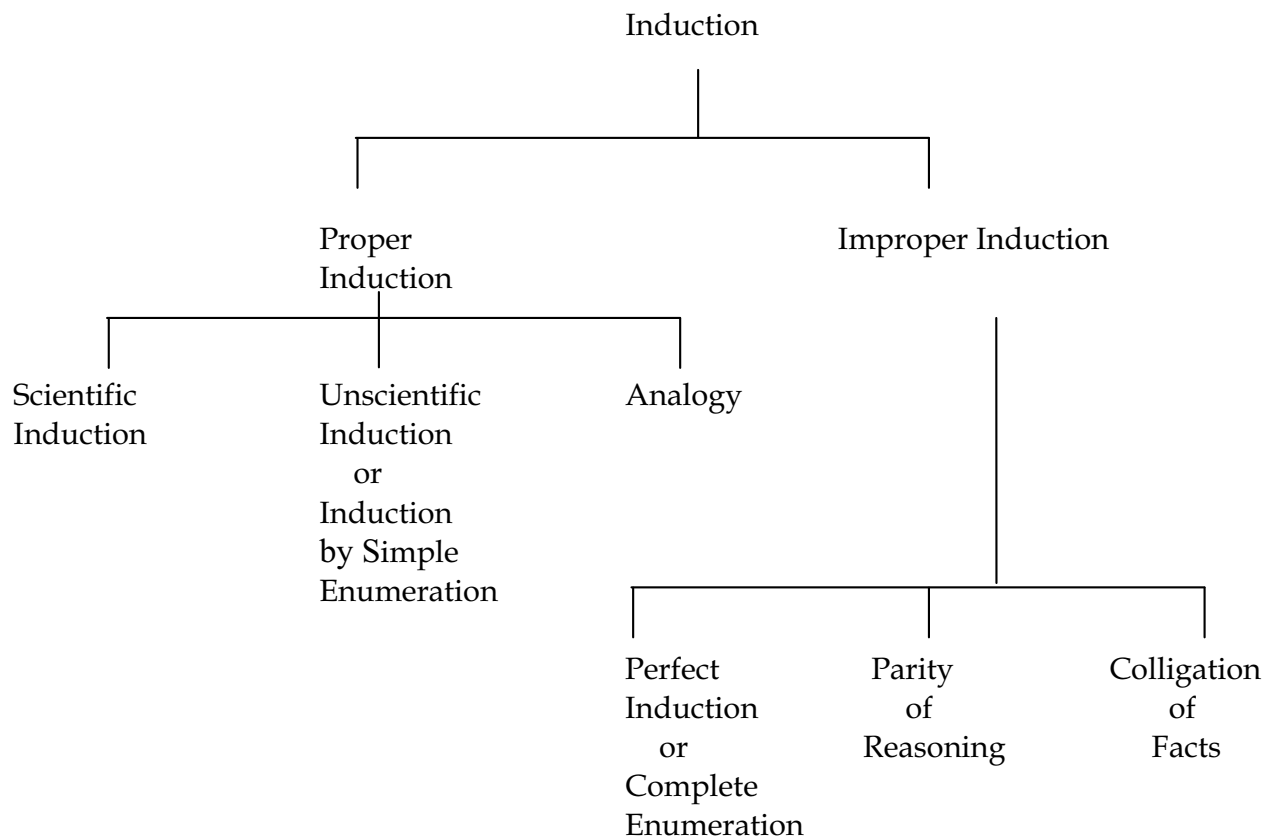 Induction
Proper
Induction
Improper Induction
Scientific
Induction
Unscientific
Induction
or
Induction
by Simple
Enumeration
Analogy
Perfect
Induction
or
Complete
Enumeration
Parity
of
Reasoning
Colligation
of
Facts